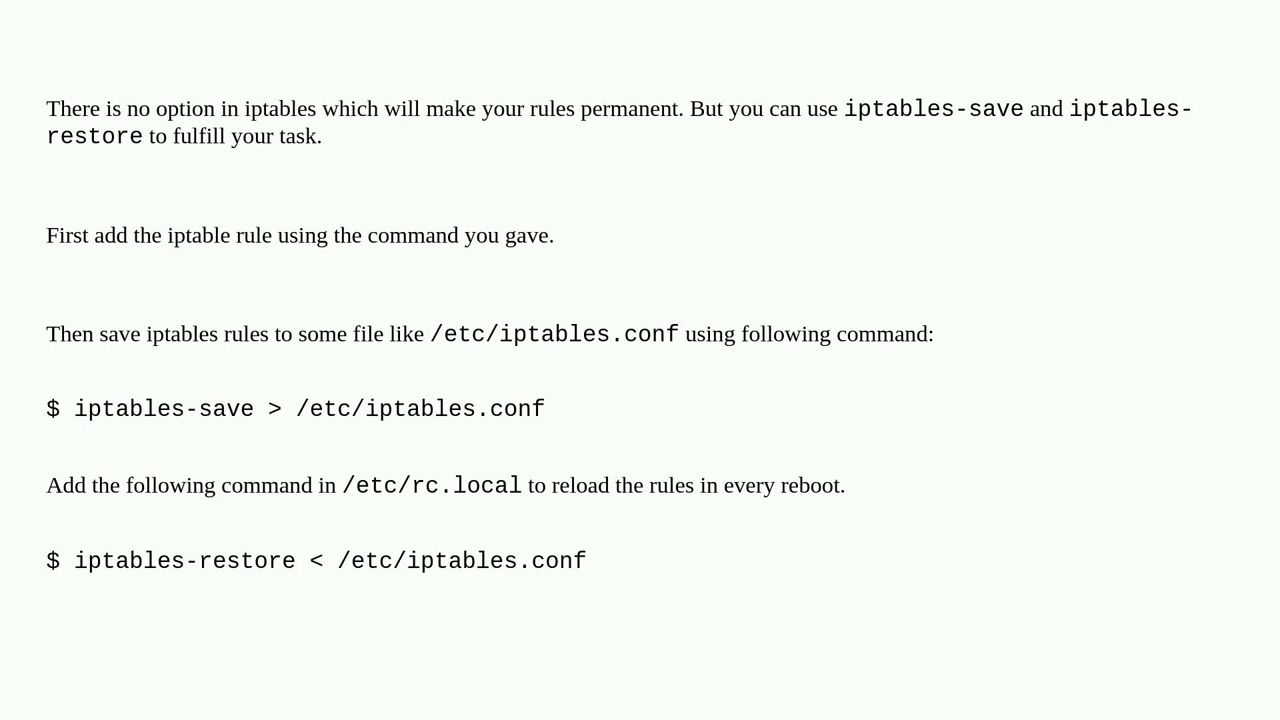 There is no option in iptables which will make your rules permanent. But you can use iptables-save and iptables-
restore to fulfill your task.
First add the iptable rule using the command you gave.
Then save iptables rules to some file like /etc/iptables.conf using following command:
$ iptables-save > /etc/iptables.conf
Add the following command in /etc/rc.local to reload the rules in every reboot.
$ iptables-restore < /etc/iptables.conf